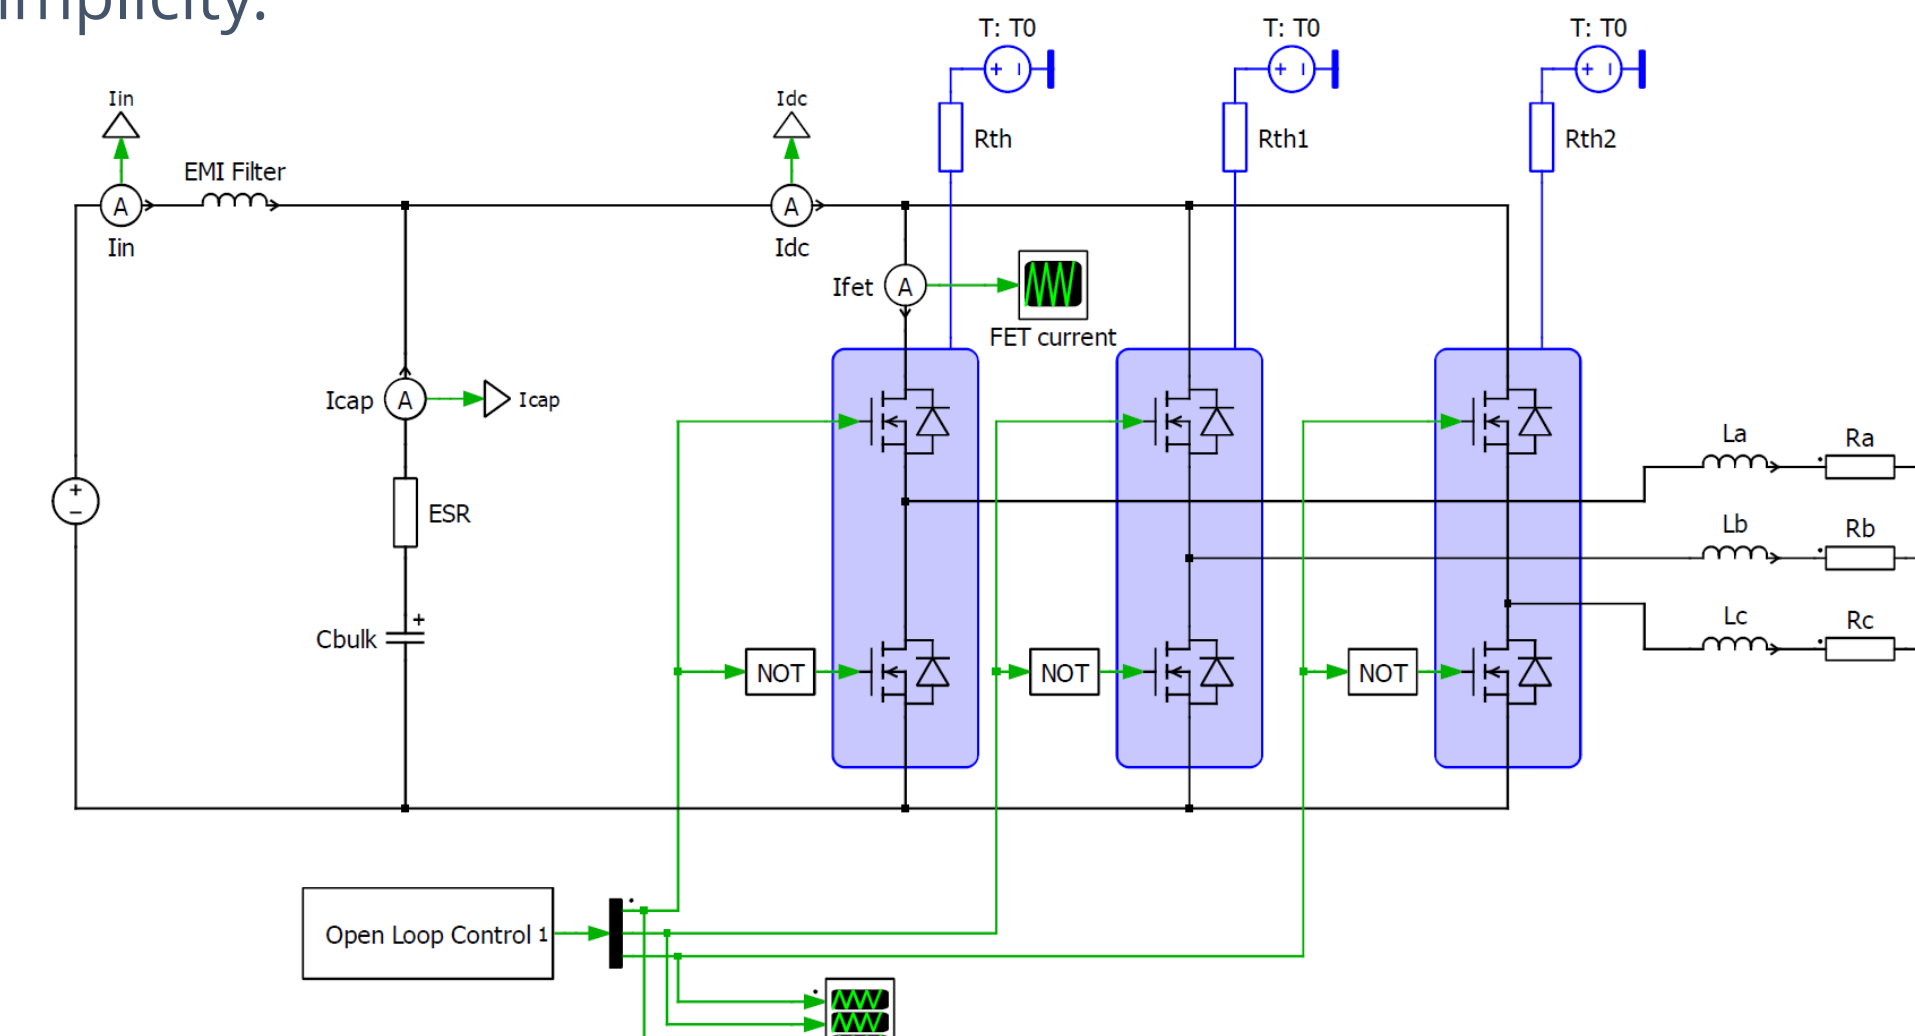 implicity.
T: T0
T: T0
T: T0
Iin
Idc
Rth
Rth1
Rth2
EMI Filter
A
A
Iin
Idc
Ifet
A
FET current
Icap
A
Icap
La
Ra
ESR
Lb
Rb
Cbulk
Lc
Rc
NOT
NOT
NOT
Open Loop Control 1